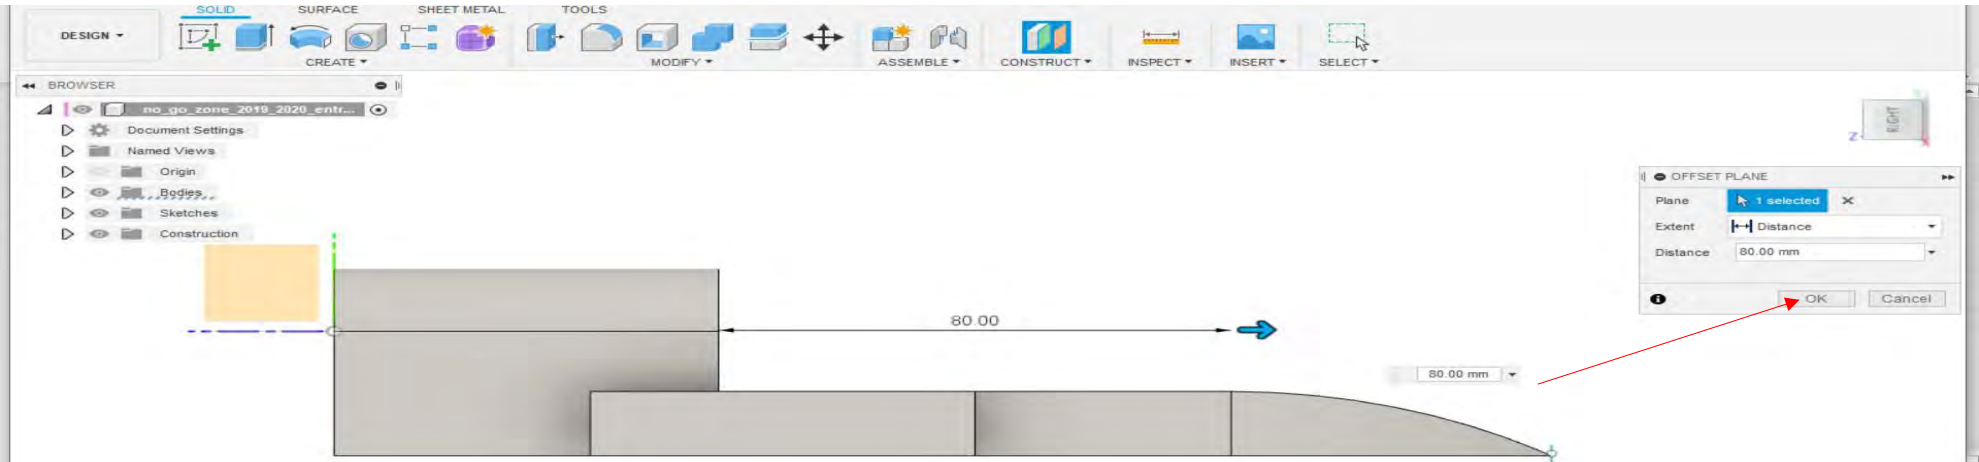 SOLID SURFACE SHEET METAL TOOLS
DESIGN
CREATE MODIFY ASSEMBLE CONSTRUCT INSPECT INSERT SELECT
BROWSER
no_go_zone_2019_2020_entr...
Document Settings
Named Views
Origin
Bodies
Sketches
Construction
Z
RIGHT
X
OFFSET PLANE
Plane 1 selected
Extent Distance
Distance 80.00 mm
OK Cancel
80.00
80.00 mm